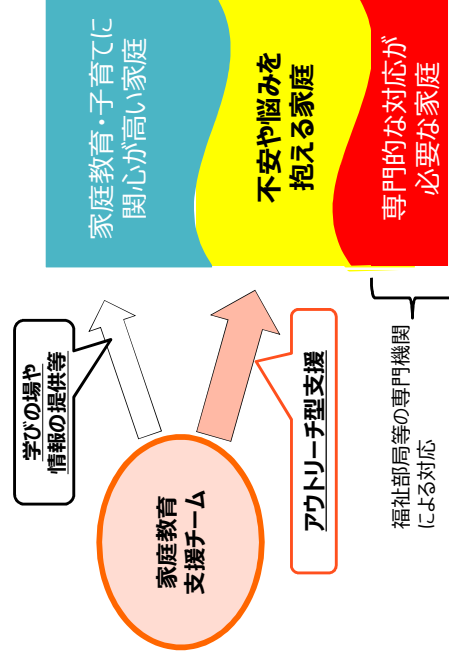 家庭教育・子育てに
関心が高い家庭
不安や悩みを
抱える家庭
専門的な対応が
必要な家庭
学びの場や
情報の提供等
アウトリーチ型支援
家庭教育
支援チーム
福祉部局等の専門機関
による対応